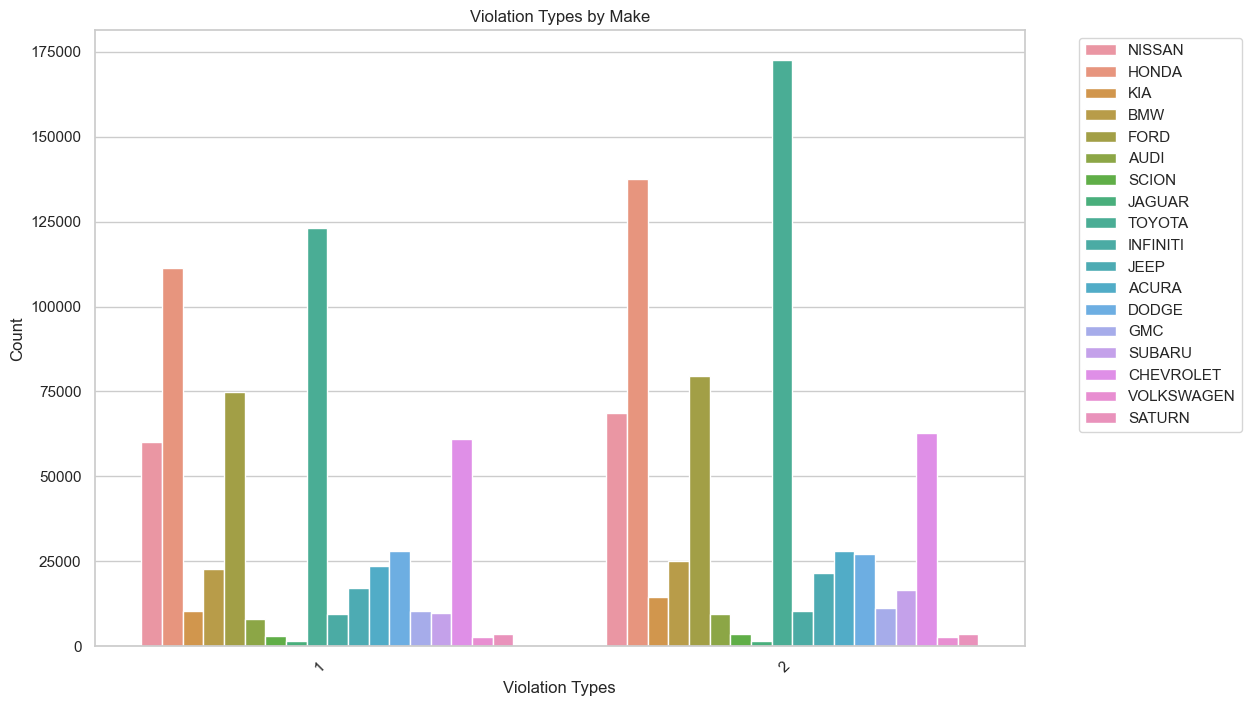 Violation Types by Make
Count
175000
150000
125000
100000
75000
50000
25000
0
1
2
Violation Types
NISSAN
HONDA
KIA
BMW
FORD
AUDI
SCION
JAGUAR
TOYOTA
INFINITI
JEEP
ACURA
DODGE
GMC
SUBARU
CHEVROLET
VOLKSWAGEN
SATURN